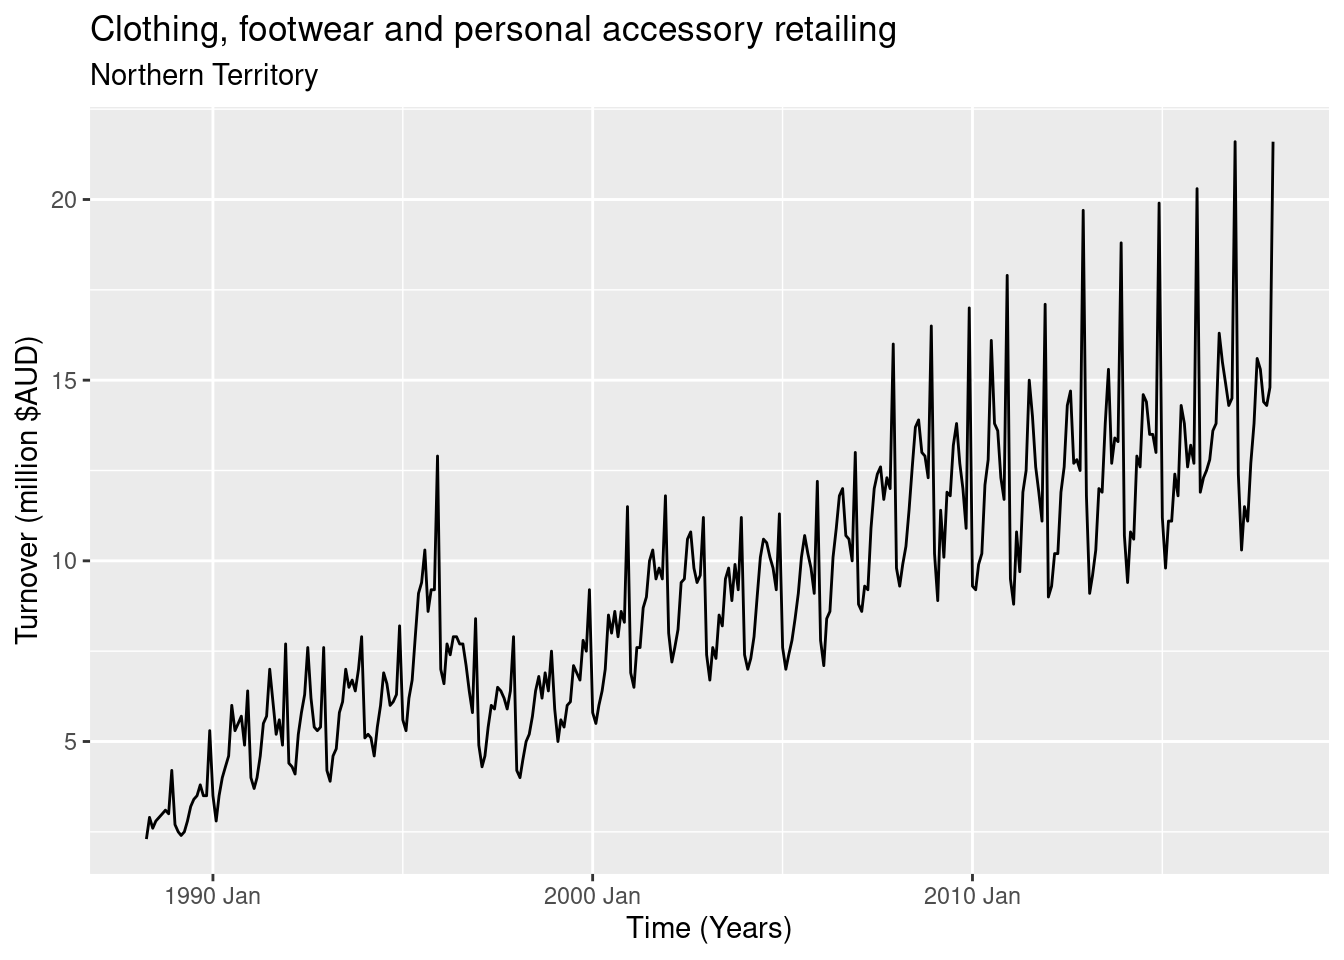 Clothing, footwear and personal accessory retailing
Northern Territory
Turnover (million $AUD)
20
15
10
5
1990 Jan
2000 Jan
2010 Jan
Time (Years)